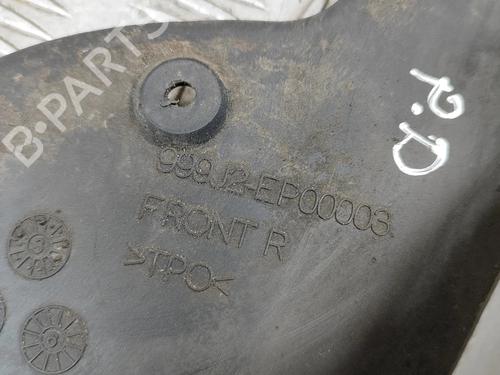 B-PARTS
P.D
999J2-EP00003
FRONT R
>TPO<